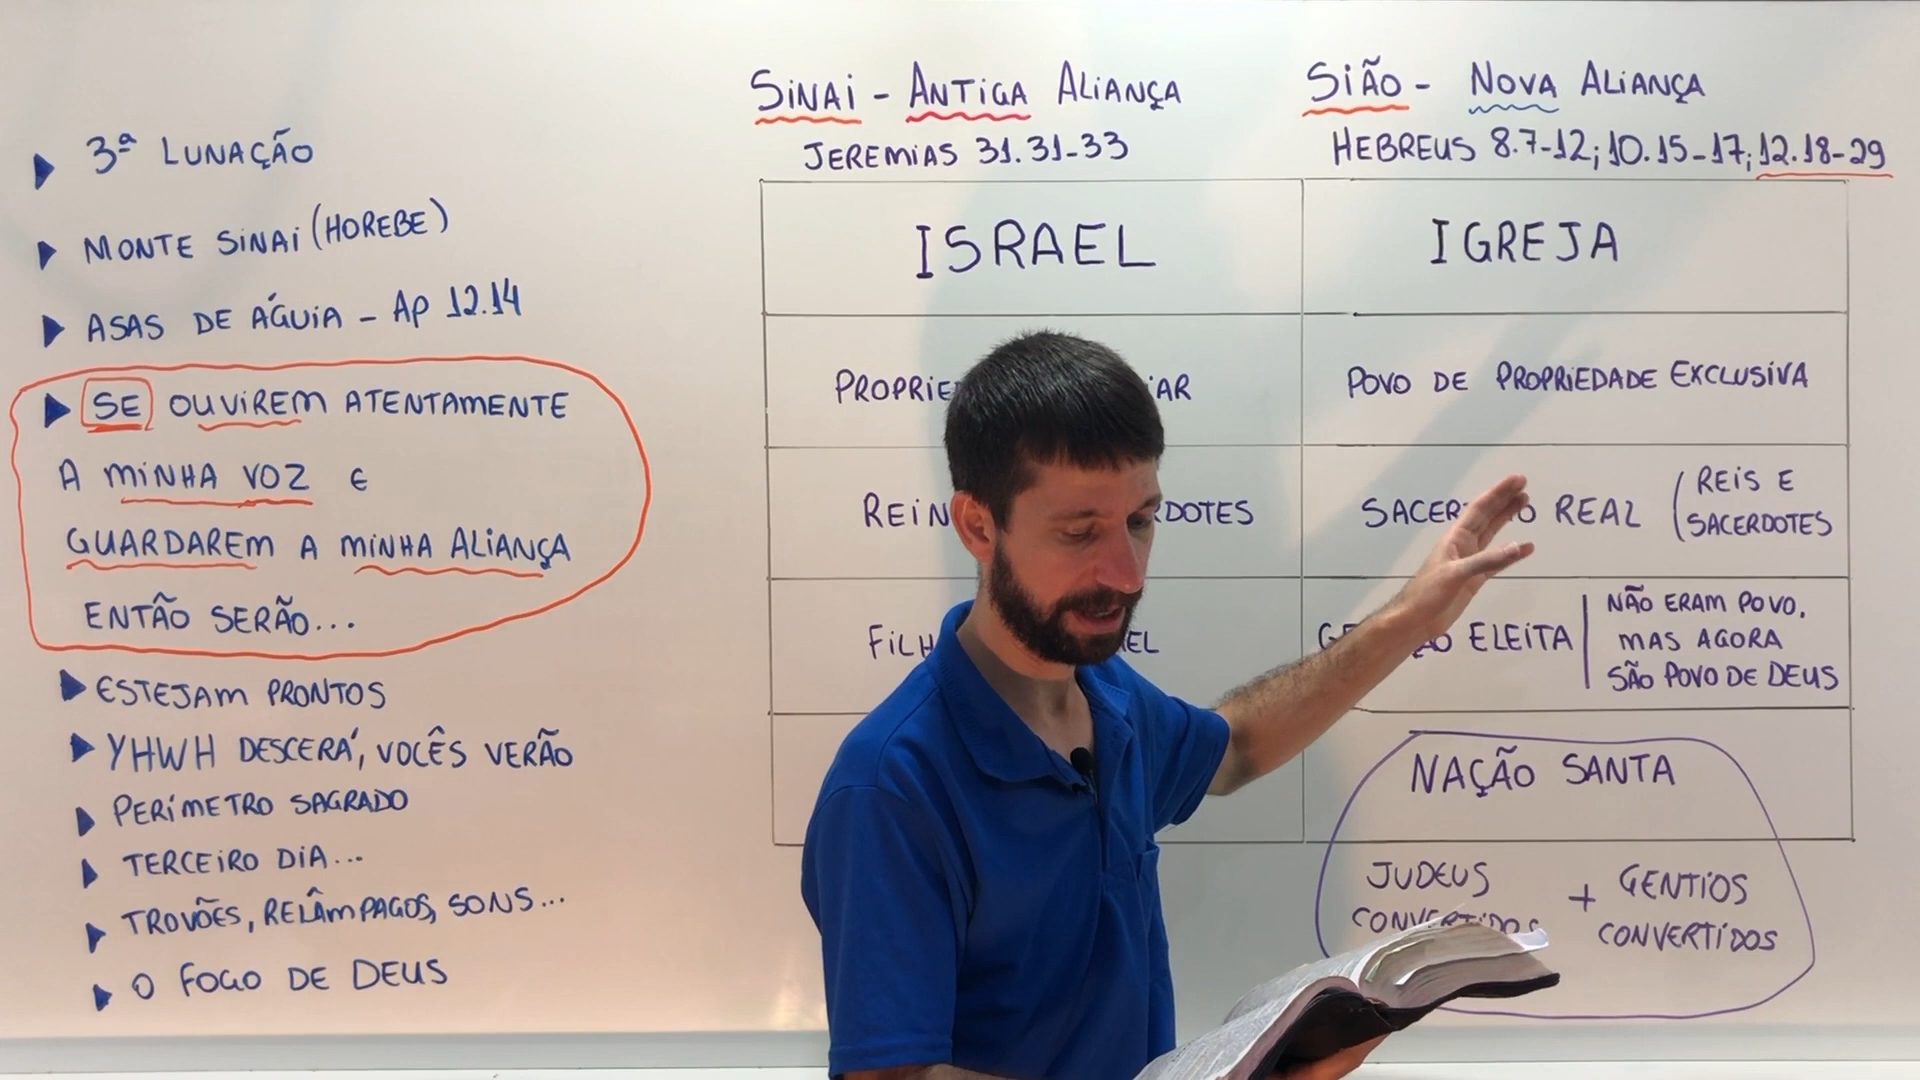 3ª LUNAÇÃO
MONTE SINAI (HOREBE)
ASAS DE ÁGUIA - AP 12.14
SE OUVIREM ATENTAMENTE
A MINHA VOZ E
GUARDAREM A MINHA ALIANÇA
ENTÃO SERÃO...
ESTEJAM PRONTOS
YHWH DESCERÁ, VOCÊS VERÃO
PERÍMETRO SAGRADO
TERCEIRO DIA...
TROVÕES, RELÂMPAGOS, SONS...
O FOGO DE DEUS
SINAI - ANTIGA ALIANÇA
JEREMIAS 31.31-33
SIÃO - NOVA ALIANÇA
HEBREUS 8.7-12; 10.15-17; 12.18-29
ISRAEL
IGREJA
POVO DE PROPRIEDADE EXCLUSIVA
REAL
REIS E
SACERDOTES
ELEITA
NÃO ERAM POVO,
MAS AGORA
SÃO POVO DE DEUS
NAÇÃO SANTA
JUDEUS
CONVERTIDOS
+
GENTIOS
CONVERTIDOS